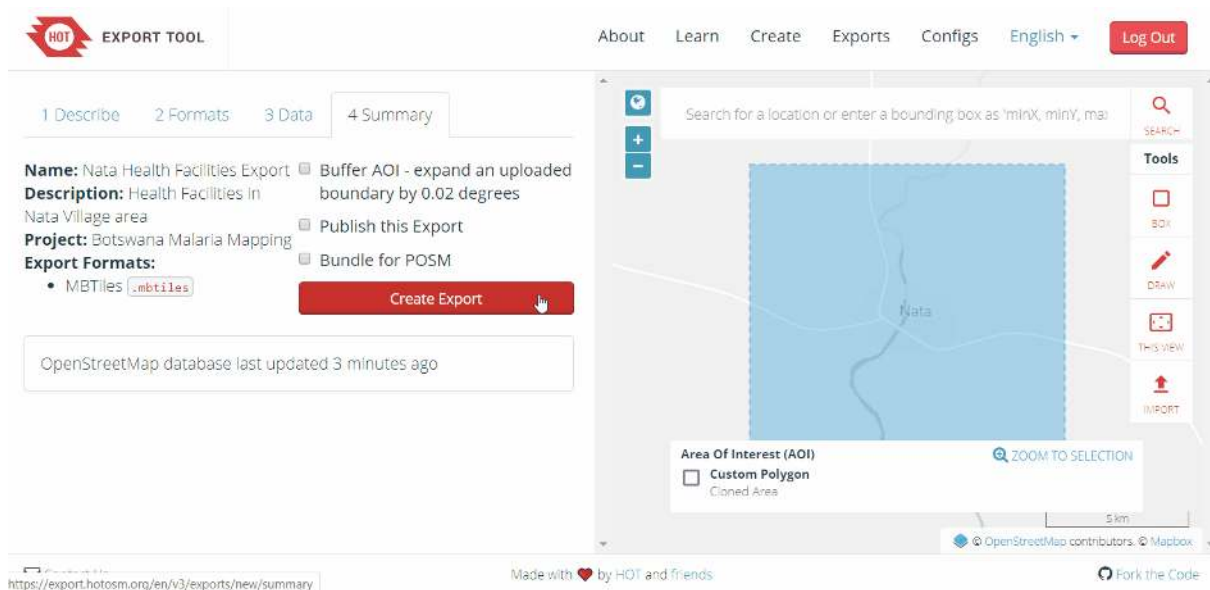 HOT EXPORT TOOL
About Learn Create Exports Configs English Log Out
1 Describe 2 Formats 3 Data 4 Summary
Name: Nata Health Facilities Export
Description: Health Facilities in
Nata Village area
Project: Botswana Malaria Mapping
Export Formats:
• MBTiles .mbtiles
Buffer AOI - expand an uploaded
boundary by 0.02 degrees
Publish this Export
Bundle for POSM
Create Export
OpenStreetMap database last updated 3 minutes ago
+
−
Search for a location or enter a bounding box as 'minX, minY, max
SEARCH
Tools
BOX
DRAW
THIS VIEW
IMPORT
Nata
Area Of Interest (AOI)
ZOOM TO SELECTION
Custom Polygon
Cloned Area
5 km
© OpenStreetMap contributors. © Mapbox
https://export.hotosm.org/en/v3/exports/new/summary
Made with ❤ by HOT and friends
Fork the Code